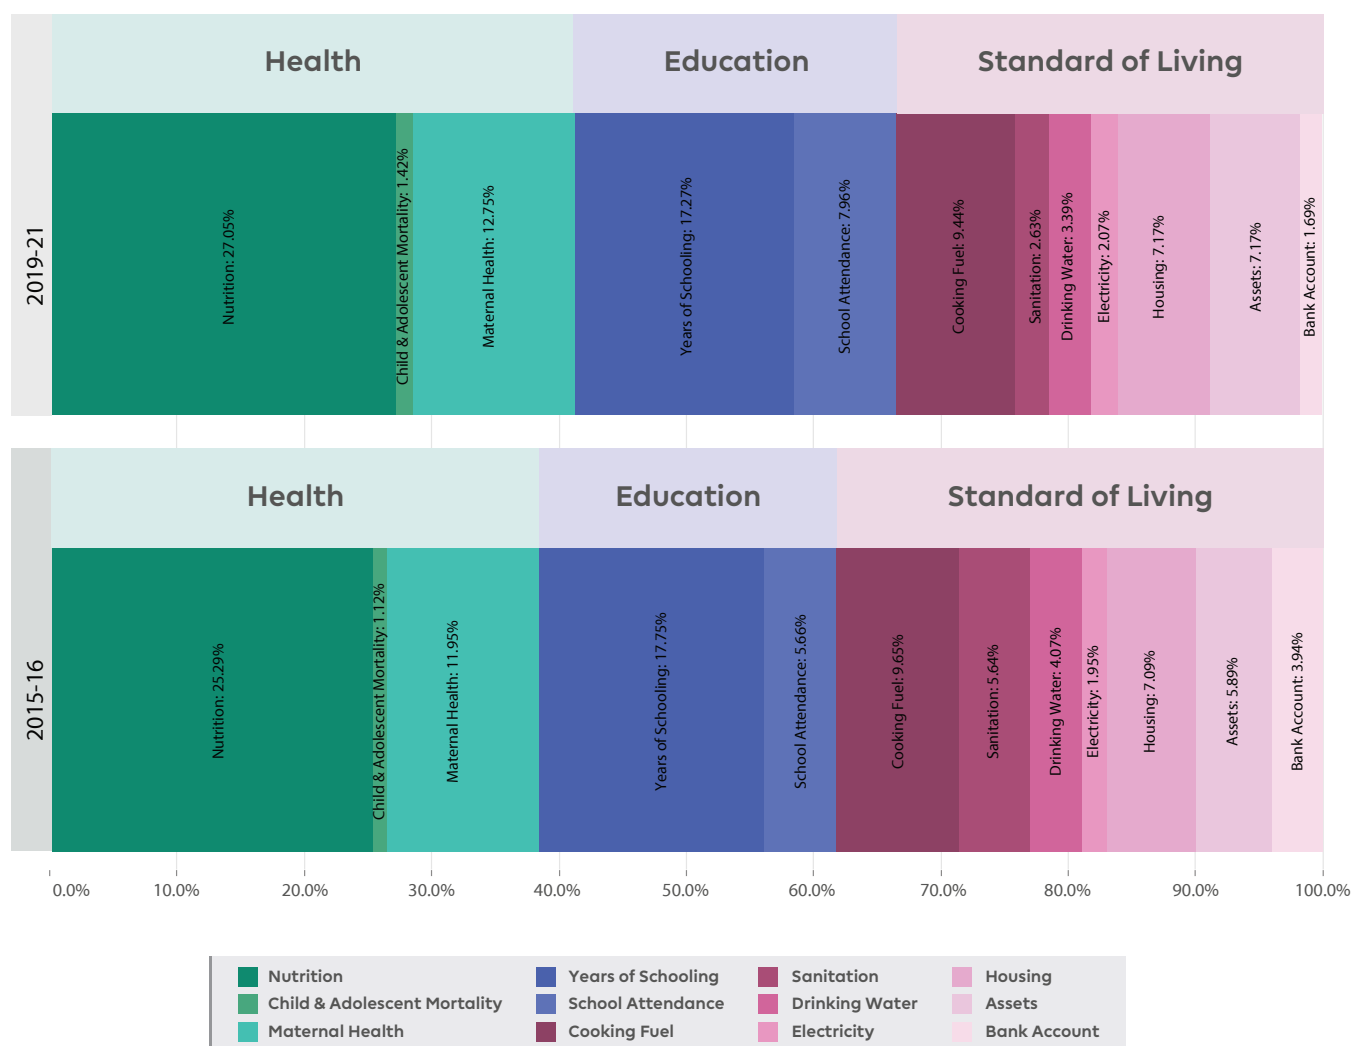 Health
Education
Standard of Living
2019-21
Nutrition: 27.05%
Child & Adolescent Mortality: 1.42%
Maternal Health: 12.75%
Years of Schooling: 17.27%
School Attendance: 7.96%
Cooking Fuel: 9.44%
Sanitation: 2.63%
Drinking Water: 3.39%
Electricity: 2.07%
Housing: 7.17%
Assets: 7.17%
Bank Account: 1.69%
Health
Education
Standard of Living
2015-16
Nutrition: 25.29%
Child & Adolescent Mortality: 1.12%
Maternal Health: 11.95%
Years of Schooling: 17.75%
School Attendance: 5.66%
Cooking Fuel: 9.65%
Sanitation: 5.64%
Drinking Water: 4.07%
Electricity: 1.95%
Housing: 7.09%
Assets: 5.89%
Bank Account: 3.94%
0.0% 10.0% 20.0% 30.0% 40.0% 50.0% 60.0% 70.0% 80.0% 90.0% 100.0%
Nutrition
Child & Adolescent Mortality
Maternal Health
Years of Schooling
School Attendance
Cooking Fuel
Sanitation
Drinking Water
Electricity
Housing
Assets
Bank Account